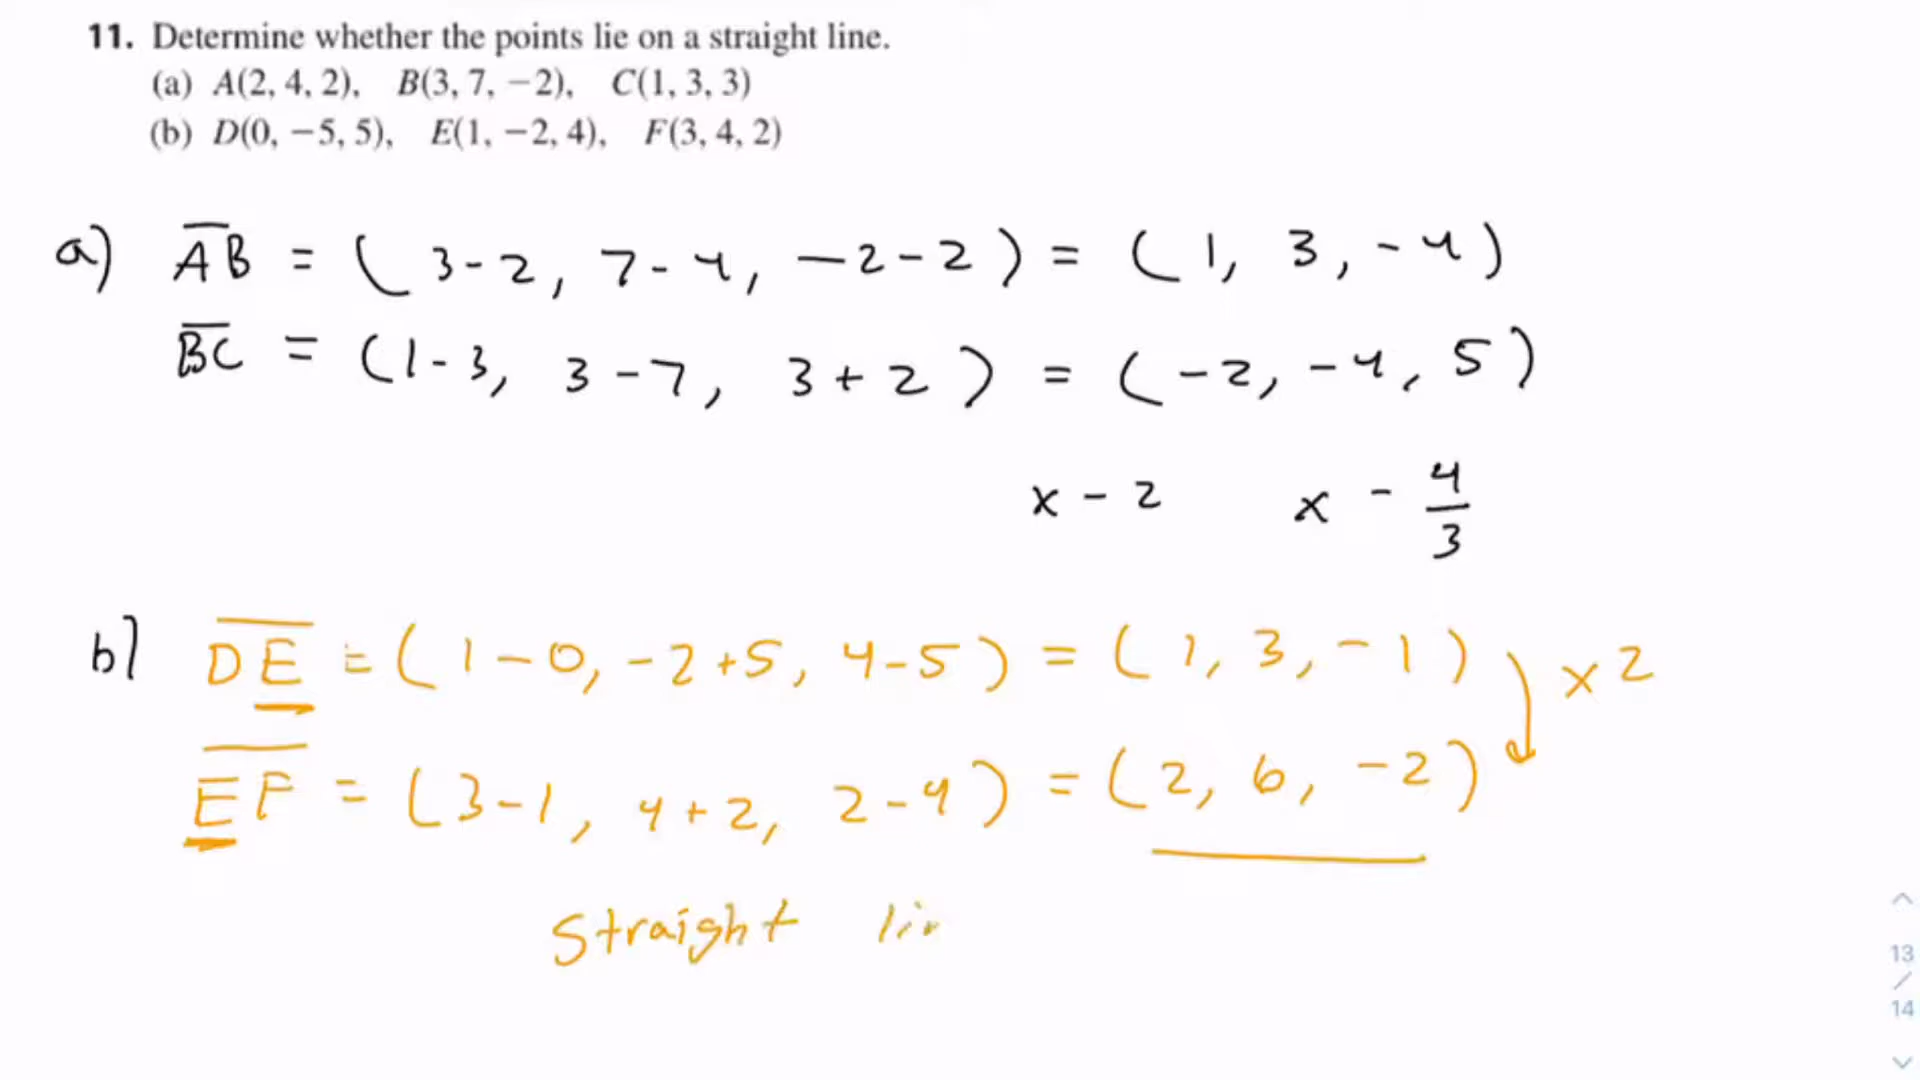 11. Determine whether the points lie on a straight line.
(a) A(2, 4, 2), B(3, 7, −2), C(1, 3, 3)
(b) D(0, −5, 5), E(1, −2, 4), F(3, 4, 2)
a) AB = (3-2, 7-4, -2-2) = (1, 3, -4)
BC = (1-3, 3-7, 3+2) = (-2, -4, 5)
x - 2 x - 4/3
b) DE = (1-0, -2+5, 4-5) = (1, 3, -1) x2
EF = (3-1, 4+2, 2-4) = (2, 6, -2)
Straight lin
13
/
14